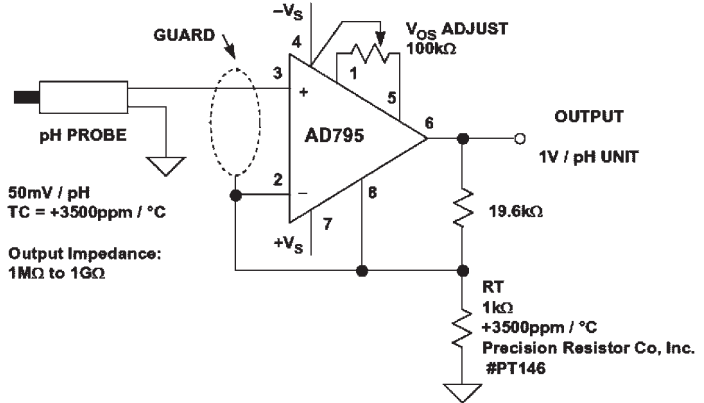 –VS
GUARD
4
VOS ADJUST
100kΩ
1
3
+
5
AD795
6
OUTPUT
pH PROBE
1V / pH UNIT
50mV / pH
TC = +3500ppm / °C
2
–
8
19.6kΩ
7
+VS
Output Impedance:
1MΩ to 1GΩ
RT
1kΩ
+3500ppm / °C
Precision Resistor Co, Inc.
#PT146